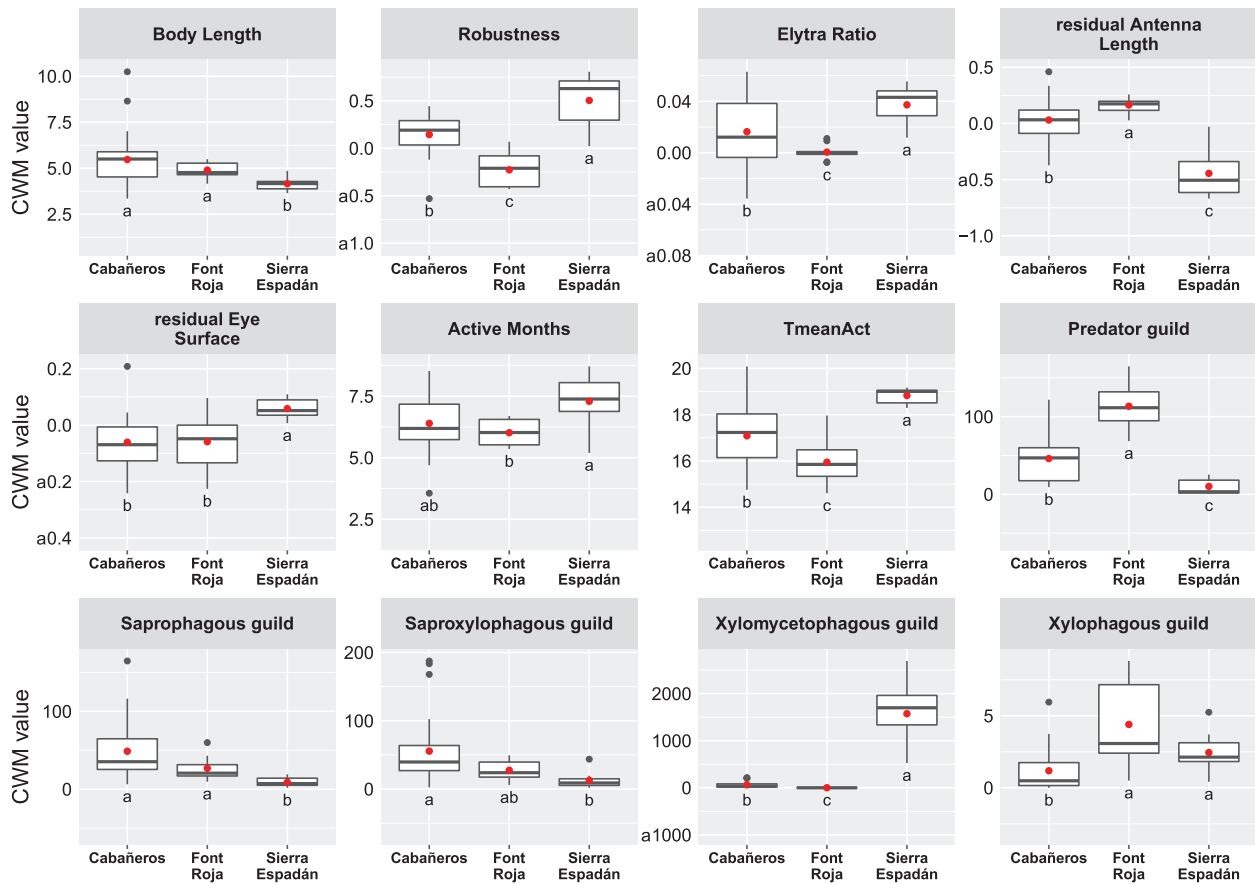 Body Length
Robustness
Elytra Ratio
residual Antenna
Length
CWM value
10.0
7.5
5.0
2.5
a
a
b
0.5
0.0
a0.5
a1.0
b
c
a
0.04
0.00
a0.04
a0.08
b
c
a
0.5
0.0
a0.5
−1.0
b
a
c
Cabañeros
Font
Roja
Sierra
Espadán
Cabañeros
Font
Roja
Sierra
Espadán
Cabañeros
Font
Roja
Sierra
Espadán
Cabañeros
Font
Roja
Sierra
Espadán
residual Eye
Surface
Active Months
TmeanAct
Predator guild
CWM value
0.2
0.0
a0.2
a0.4
b
b
a
7.5
5.0
2.5
ab
b
a
20
18
16
14
b
c
a
100
0
b
a
c
Cabañeros
Font
Roja
Sierra
Espadán
Cabañeros
Font
Roja
Sierra
Espadán
Cabañeros
Font
Roja
Sierra
Espadán
Cabañeros
Font
Roja
Sierra
Espadán
Saprophagous guild
Saproxylophagous guild
Xylomycetophagous guild
Xylophagous guild
CWM value
100
0
a
a
b
200
150
100
50
0
a
ab
b
2000
1000
0
a1000
b
c
a
5
0
b
a
a
Cabañeros
Font
Roja
Sierra
Espadán
Cabañeros
Font
Roja
Sierra
Espadán
Cabañeros
Font
Roja
Sierra
Espadán
Cabañeros
Font
Roja
Sierra
Espadán